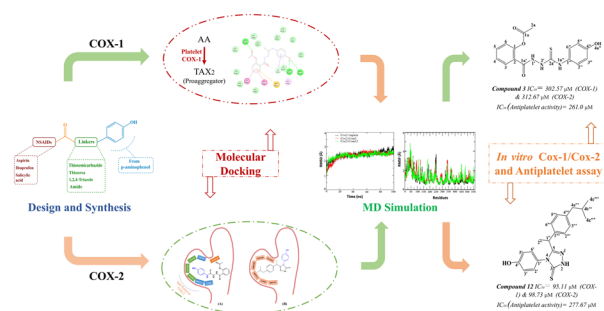 COX-1
AA
Platelet
COX-1
TAX2
(Proaggregator)
Compound 3 IC50= 302.57 µM (COX-1)
& 312.67 µM (COX-2)
IC50(Antiplatelet activity)= 261.0 µM
NSAIDs
Linkers
OH
Aspirin
Ibuprofen
Salicylic
acid
Thiosemicarbazide
Thiourea
1,2,4-Triazole
Amide
From
p-aminophenol
Design and Synthesis
Molecular
Docking
Time (ns)
Residues
MD Simulation
In vitro Cox-1/Cox-2
and Antiplatelet assay
COX-2
(A)
(B)
Compound 12 IC50= 95.11 µM (COX-
1) & 98.73 µM (COX-2)
IC50(Antiplatelet activity)= 277.67 µM